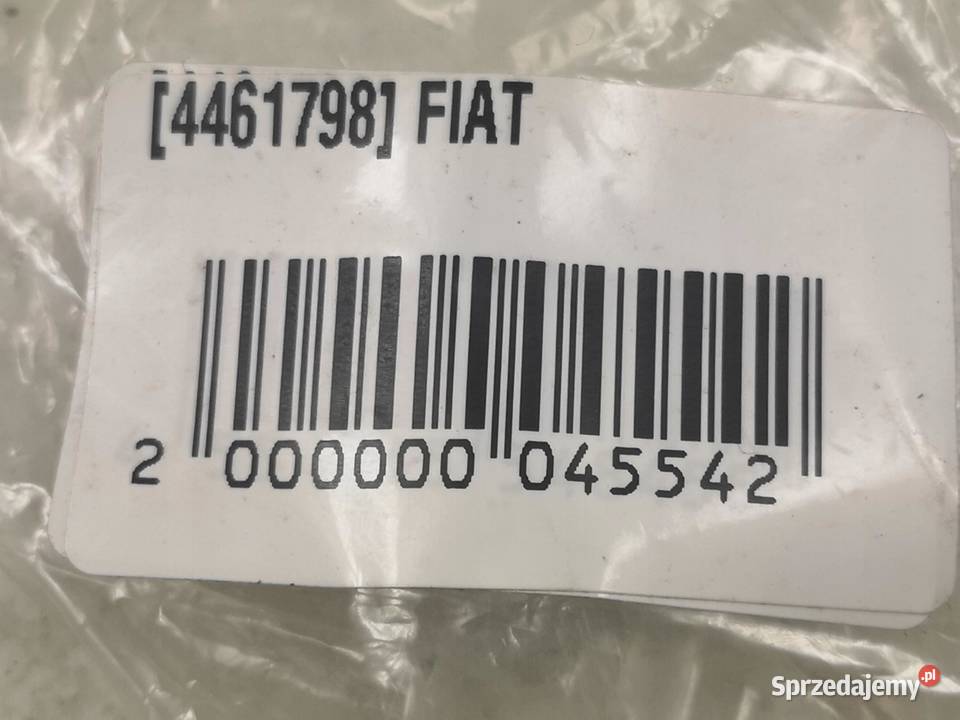 [4461798] FIAT
2 000000 045542
Sprzedajemy.pl